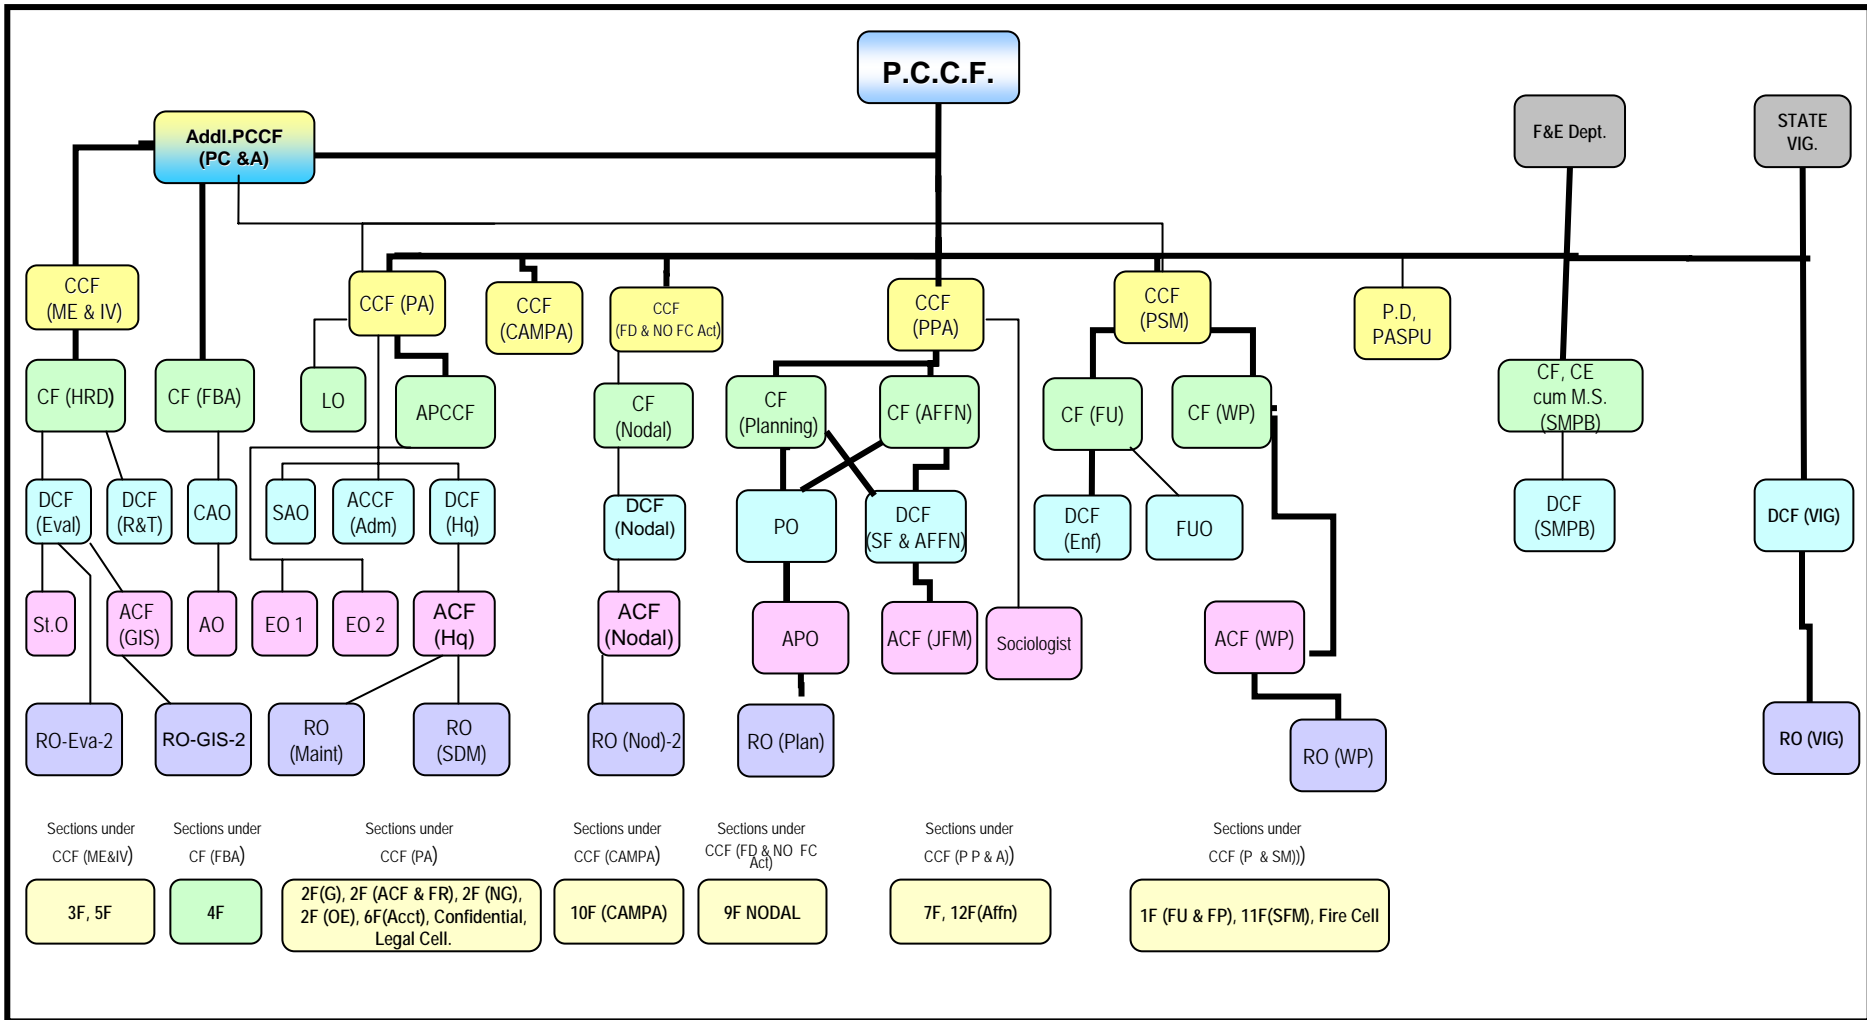 P.C.C.F.
Addl.PCCF
(PC &A)
F&E Dept.
STATE
VIG.
CCF
(ME & IV)
CCF (PA)
CCF
(CAMPA)
CCF
(FD & NO FC Act)
CCF
(PPA)
CCF
(PSM)
P.D,
PASPU
CF (HRD)
CF (FBA)
LO
APCCF
CF
(Nodal)
CF
(Planning)
CF (AFFN)
CF (FU)
CF (WP)
CF, CE
cum M.S.
(SMPB)
DCF
(Eval)
DCF
(R&T)
CAO
SAO
ACCF
(Adm)
DCF
(Hq)
DCF
(Nodal)
PO
DCF
(SF & AFFN)
DCF
(Enf)
FUO
DCF
(SMPB)
DCF (VIG)
St.O
ACF
(GIS)
AO
EO 1
EO 2
ACF
(Hq)
ACF
(Nodal)
APO
ACF (JFM)
Sociologist
ACF (WP)
RO-Eva-2
RO-GIS-2
RO
(Maint)
RO
(SDM)
RO (Nod)-2
RO (Plan)
RO (WP)
RO (VIG)
Sections under
CCF (ME&IV)
Sections under
CF (FBA)
Sections under
CCF (PA)
Sections under
CCF (CAMPA)
Sections under
CCF (FD & NO FC
Act)
Sections under
CCF (P P & A))
Sections under
CCF (P & SM)))
3F, 5F
4F
2F(G), 2F (ACF & FR), 2F (NG),
2F (OE), 6F(Acct), Confidential,
Legal Cell.
10F (CAMPA)
9F NODAL
7F, 12F(Affn)
1F (FU & FP), 11F(SFM), Fire Cell